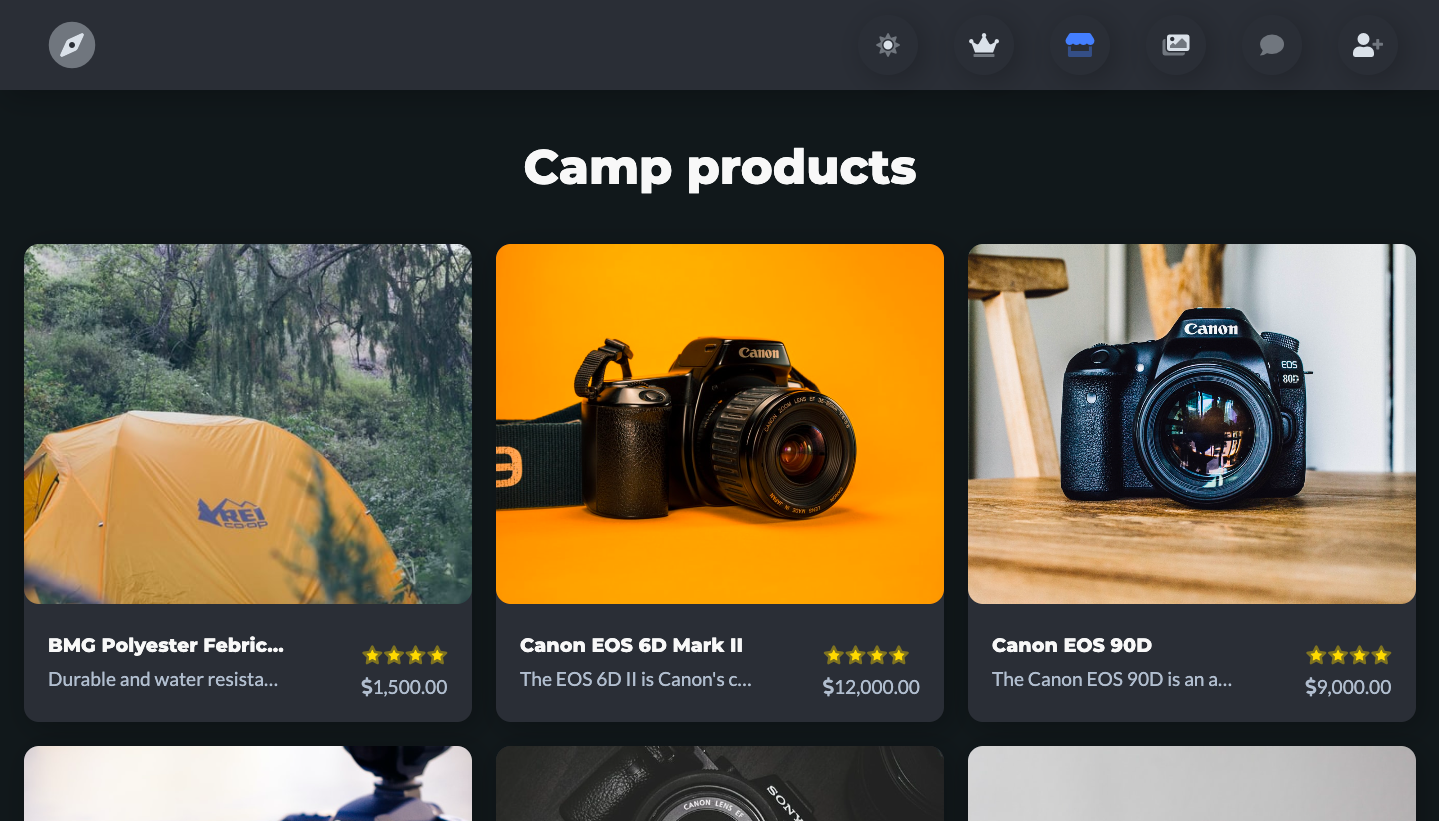 Camp products
REI
co·op
Canon
Canon
EOS
80D
BMG Polyester Febric...
Durable and water resista...
$1,500.00
Canon EOS 6D Mark II
The EOS 6D II is Canon's c...
$12,000.00
Canon EOS 90D
The Canon EOS 90D is an a...
$9,000.00
CANON LENS EF
SONY